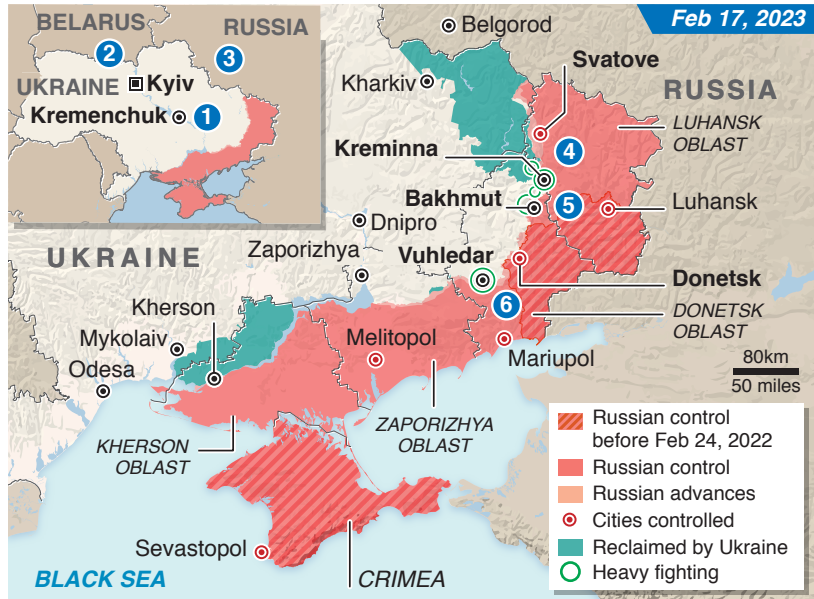 Feb 17, 2023
BELARUS
RUSSIA
2
3
UKRAINE
Kyiv
Kremenchuk
1
Belgorod
Svatove
Kharkiv
RUSSIA
LUHANSK
OBLAST
Kreminna
4
Bakhmut
5
Luhansk
Dnipro
UKRAINE
Zaporizhya
Vuhledar
Donetsk
Kherson
6
DONETSK
OBLAST
Mykolaiv
Melitopol
Mariupol
Odesa
80km
50 miles
KHERSON
OBLAST
ZAPORIZHYA
OBLAST
Russian control
before Feb 24, 2022
Russian control
Russian advances
Cities controlled
Reclaimed by Ukraine
Heavy fighting
Sevastopol
BLACK SEA
CRIMEA